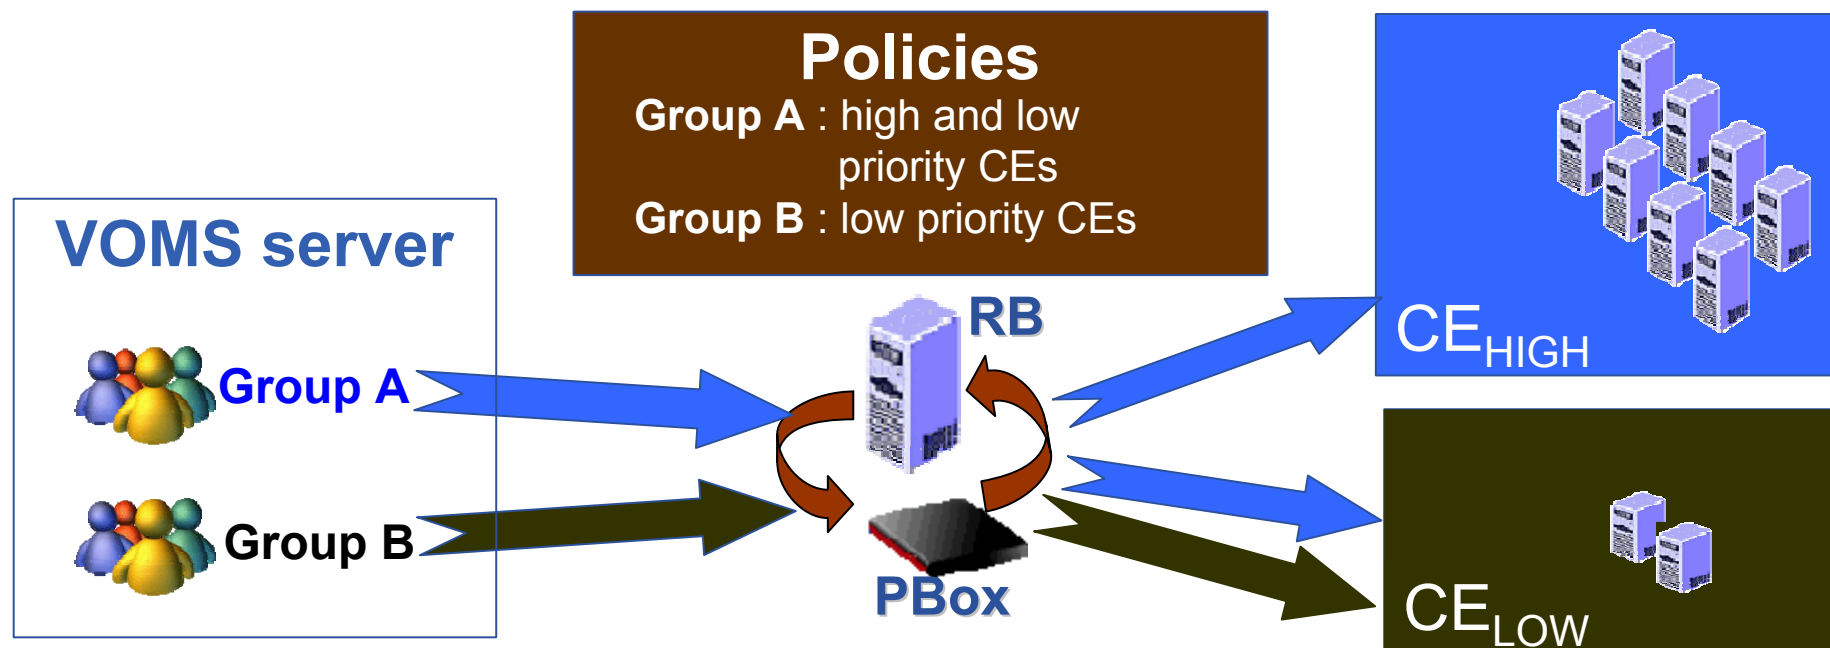 Policies
Group A : high and low
priority CEs
Group B : low priority CEs
VOMS server
Group A
Group B
RB
PBox
CEHIGH
CELOW